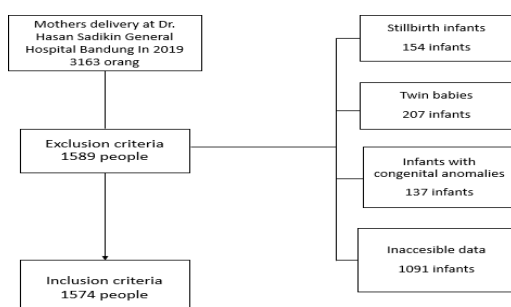 Mothers delivery at Dr.
Hasan Sadikin General
Hospital Bandung In 2019
3163 orang
Exclusion criteria
1589 people
Inclusion criteria
1574 people
Stillbirth infants
154 infants
Twin babies
207 infants
Infants with
congenital anomalies
137 infants
Inaccesible data
1091 infants